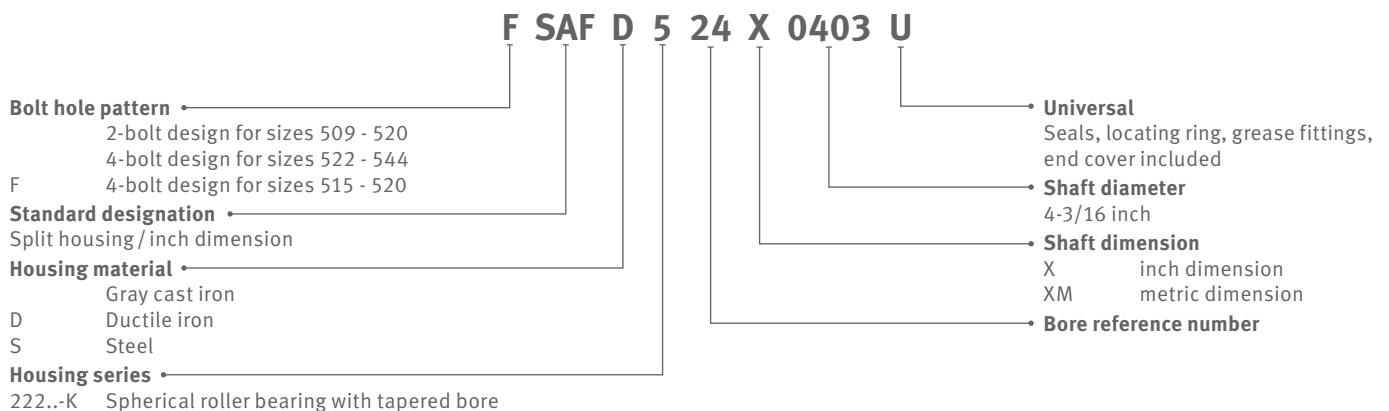 F SAF D 5 24 X 0403 U
Bolt hole pattern
2-bolt design for sizes 509 - 520
4-bolt design for sizes 522 - 544
F 4-bolt design for sizes 515 - 520
Standard designation
Split housing / inch dimension
Housing material
Gray cast iron
D Ductile iron
S Steel
Housing series
222..-K Spherical roller bearing with tapered bore
Universal
Seals, locating ring, grease fittings,
end cover included
Shaft diameter
4-3/16 inch
Shaft dimension
X inch dimension
XM metric dimension
Bore reference number